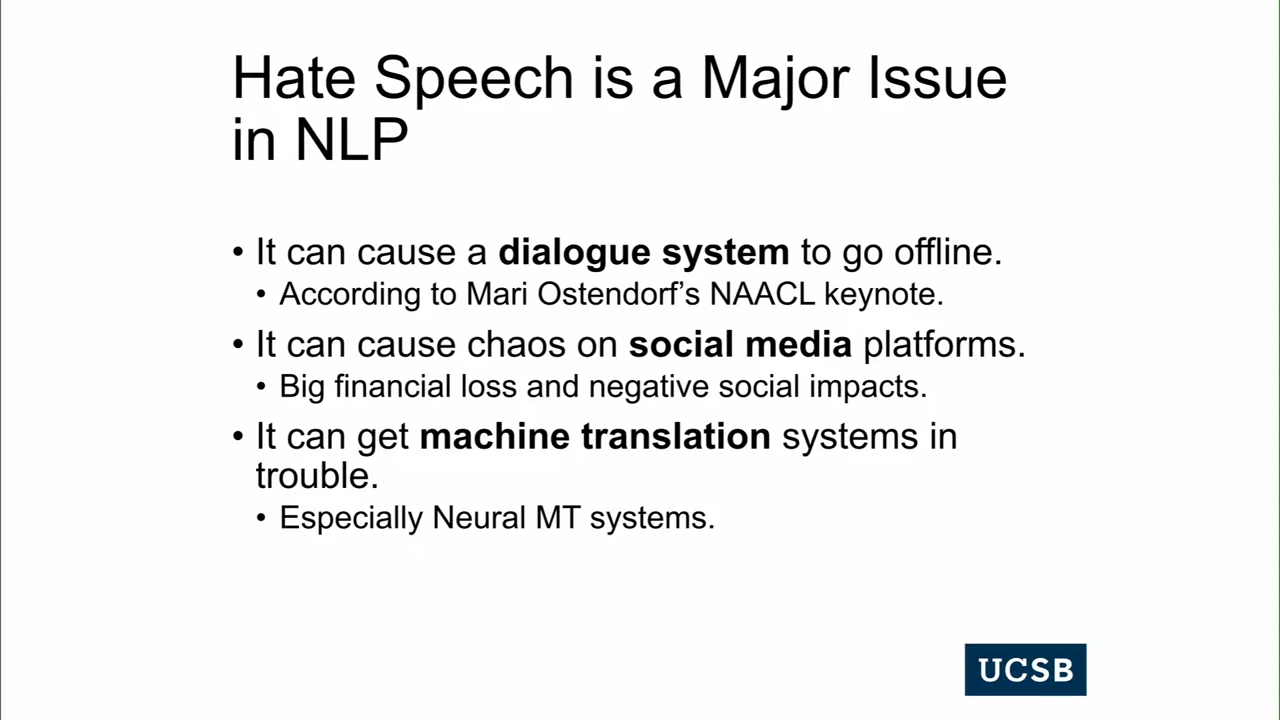 Hate Speech is a Major Issue
in NLP
• It can cause a dialogue system to go offline.
• According to Mari Ostendorf’s NAACL keynote.
• It can cause chaos on social media platforms.
• Big financial loss and negative social impacts.
• It can get machine translation systems in
trouble.
• Especially Neural MT systems.
UCSB